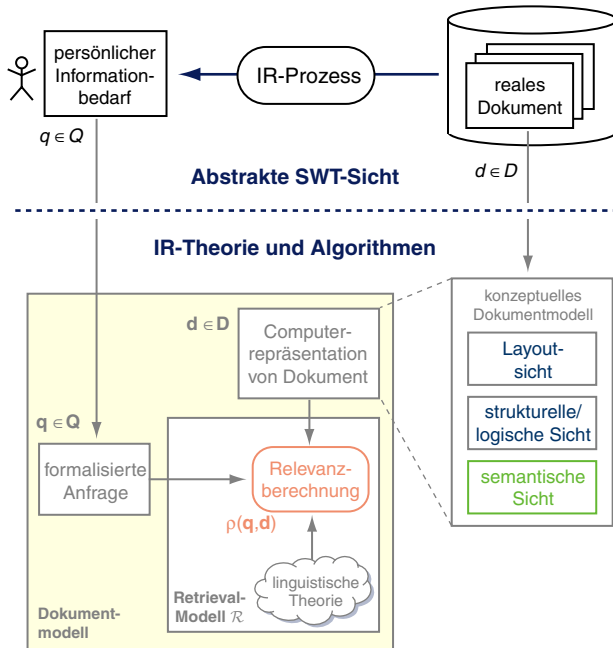 persönlicher
Information-
bedarf
IR-Prozess
reales
Dokument
q ∈ Q
d ∈ D
Abstrakte SWT-Sicht
IR-Theorie und Algorithmen
konzeptuelles
Dokumentmodell
Layout-
sicht
strukturelle/
logische Sicht
semantische
Sicht
d ∈ D
Computer-
repräsentation
von Dokument
q ∈ Q
formalisierte
Anfrage
Relevanz-
berechnung
ρ(q,d)
linguistische
Theorie
Retrieval-
Modell ℛ
Dokument-
modell